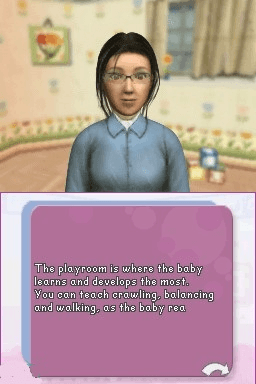 The playroom is where the baby
learns and develops the most.
You can teach crawling, balancing
and walking, as the baby rea